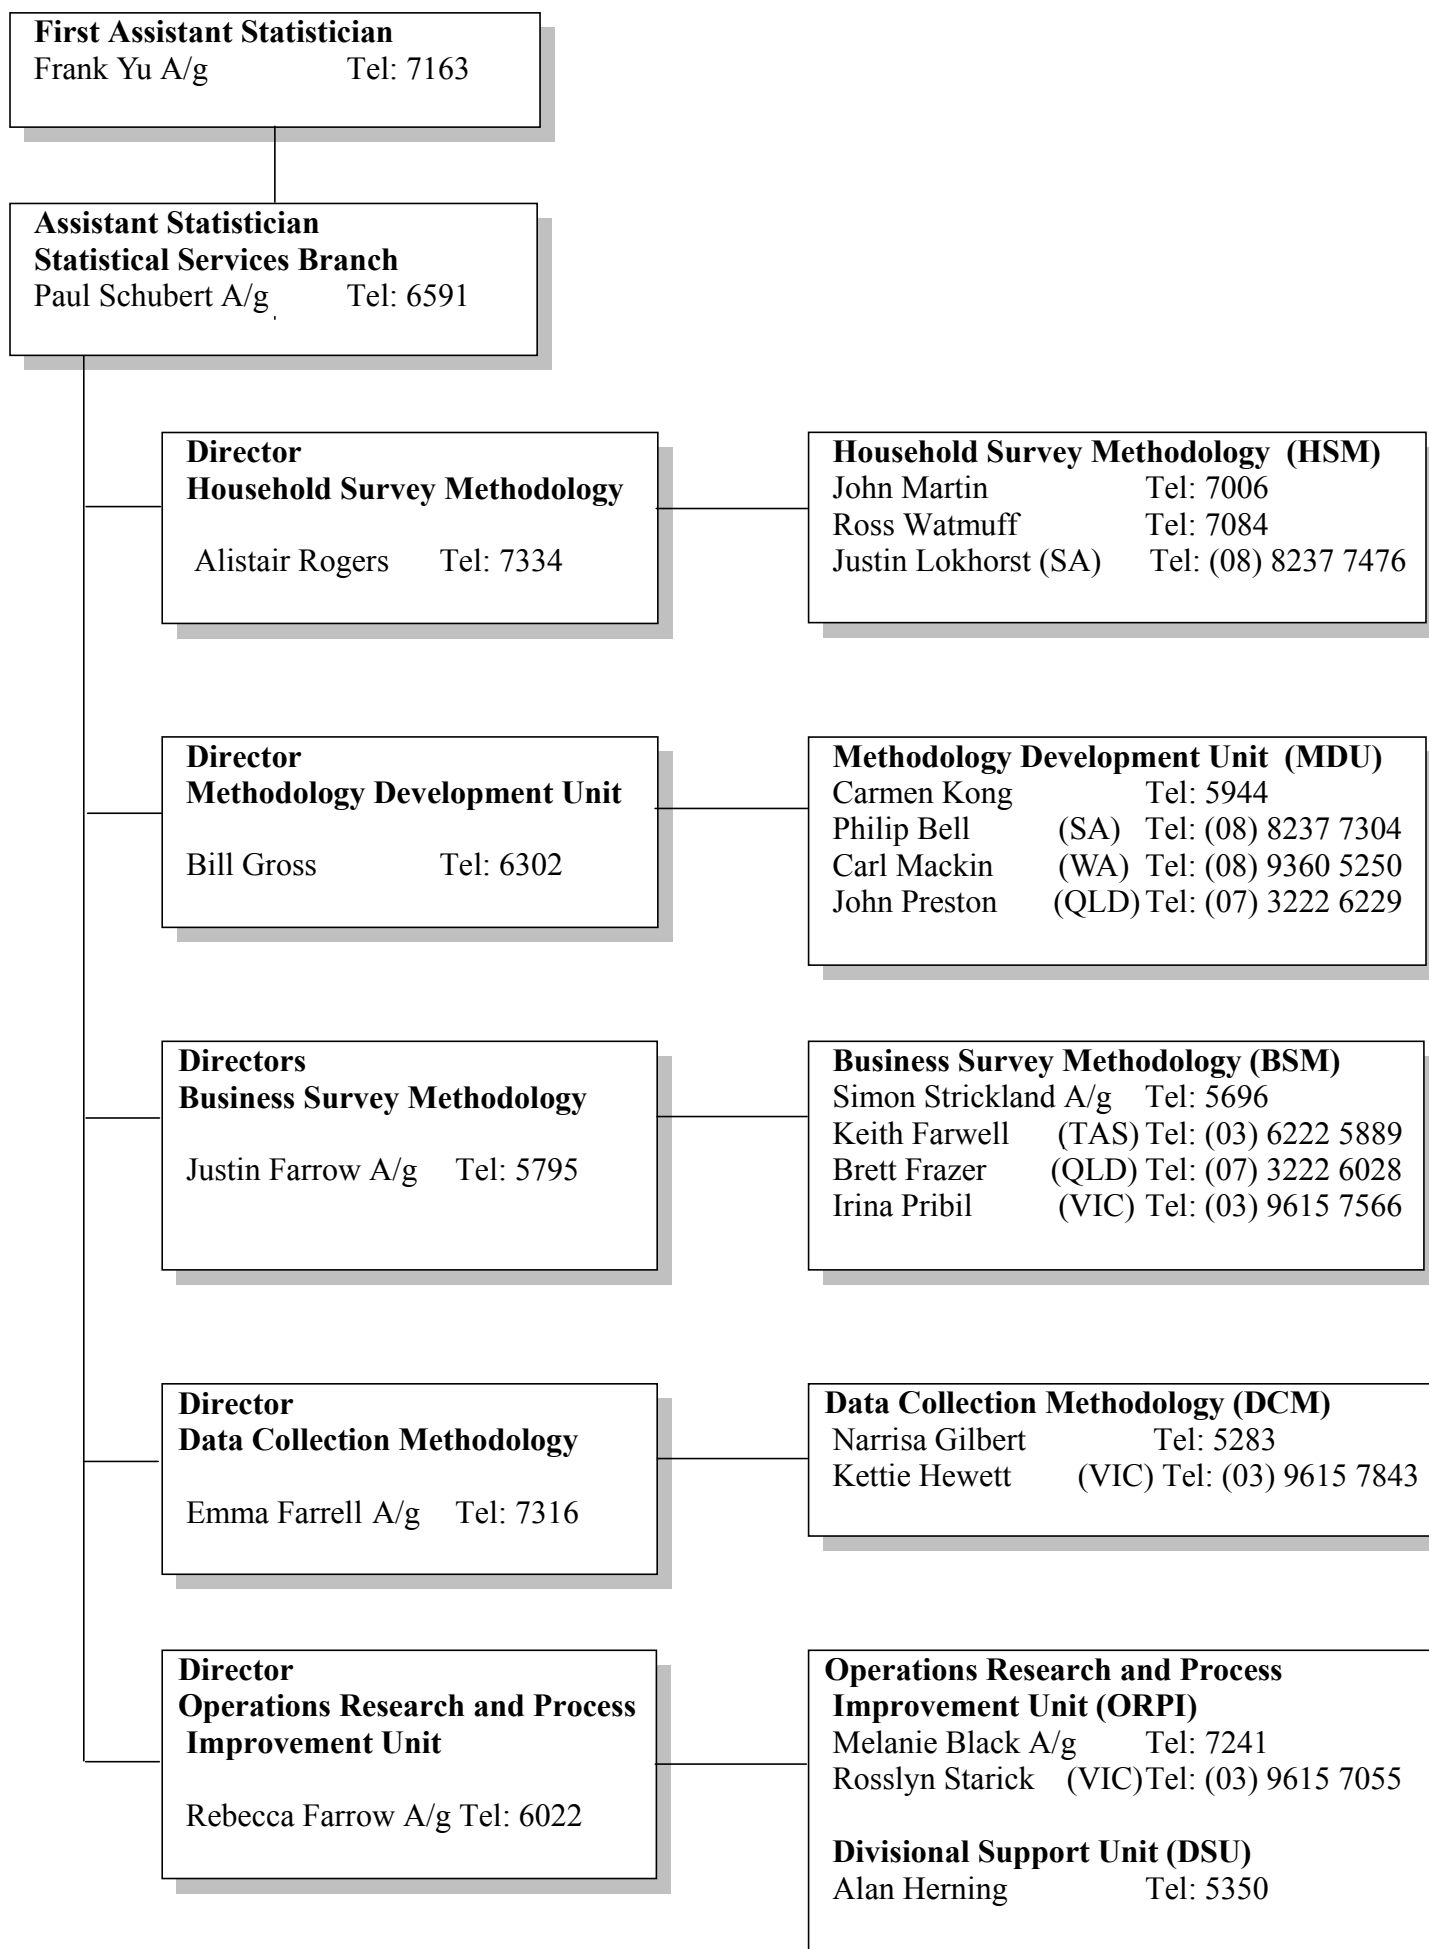 First Assistant Statistician
Frank Yu A/g Tel: 7163
Assistant Statistician
Statistical Services Branch
Paul Schubert A/g Tel: 6591
Director
Household Survey Methodology
Alistair Rogers Tel: 7334
Household Survey Methodology (HSM)
John Martin Tel: 7006
Ross Watmuff Tel: 7084
Justin Lokhorst (SA) Tel: (08) 8237 7476
Director
Methodology Development Unit
Bill Gross Tel: 6302
Methodology Development Unit (MDU)
Carmen Kong Tel: 5944
Philip Bell (SA) Tel: (08) 8237 7304
Carl Mackin (WA) Tel: (08) 9360 5250
John Preston (QLD) Tel: (07) 3222 6229
Directors
Business Survey Methodology
Justin Farrow A/g Tel: 5795
Business Survey Methodology (BSM)
Simon Strickland A/g Tel: 5696
Keith Farwell (TAS) Tel: (03) 6222 5889
Brett Frazer (QLD) Tel: (07) 3222 6028
Irina Pribil (VIC) Tel: (03) 9615 7566
Director
Data Collection Methodology
Emma Farrell A/g Tel: 7316
Data Collection Methodology (DCM)
Narrisa Gilbert Tel: 5283
Kettie Hewett (VIC) Tel: (03) 9615 7843
Director
Operations Research and Process
Improvement Unit
Rebecca Farrow A/g Tel: 6022
Operations Research and Process
Improvement Unit (ORPI)
Melanie Black A/g Tel: 7241
Rosslyn Starick (VIC) Tel: (03) 9615 7055
Divisional Support Unit (DSU)
Alan Herning Tel: 5350